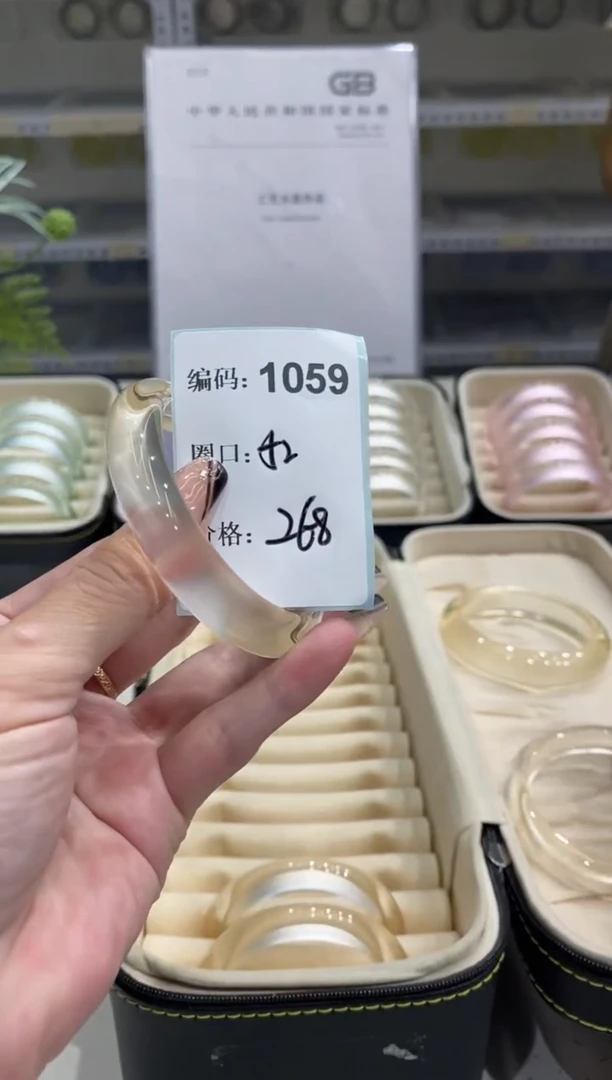 GB
中华人民共和国国家标准
编码: 1059
圈口: 52
价格: 268